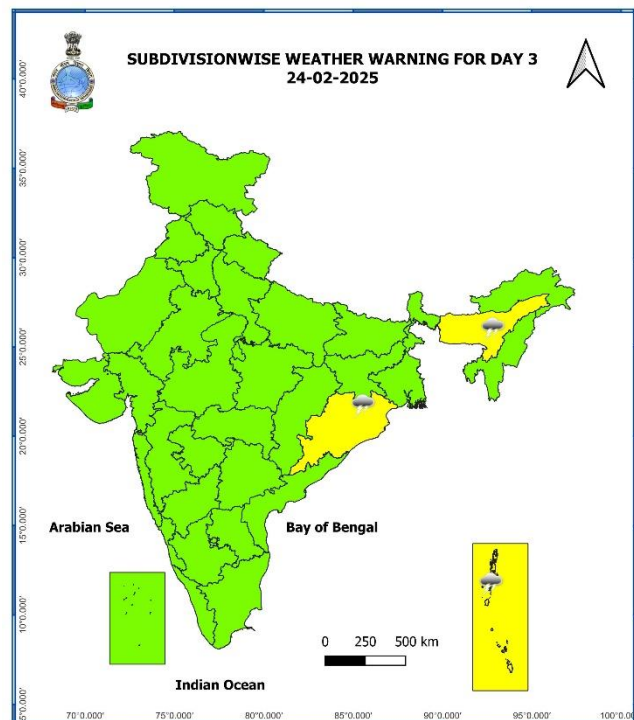 SUBDIVISIONWISE WEATHER WARNING FOR DAY 3
24-02-2025
40°0.000'
35°0.000'
30°0.000'
25°0.000'
20°0.000'
15°0.000'
10°0.000'
5°0.000'
Arabian Sea
Bay of Bengal
0 250 500 km
Indian Ocean
70°0.000' 75°0.000' 80°0.000' 85°0.000' 90°0.000' 95°0.000' 100°0.000